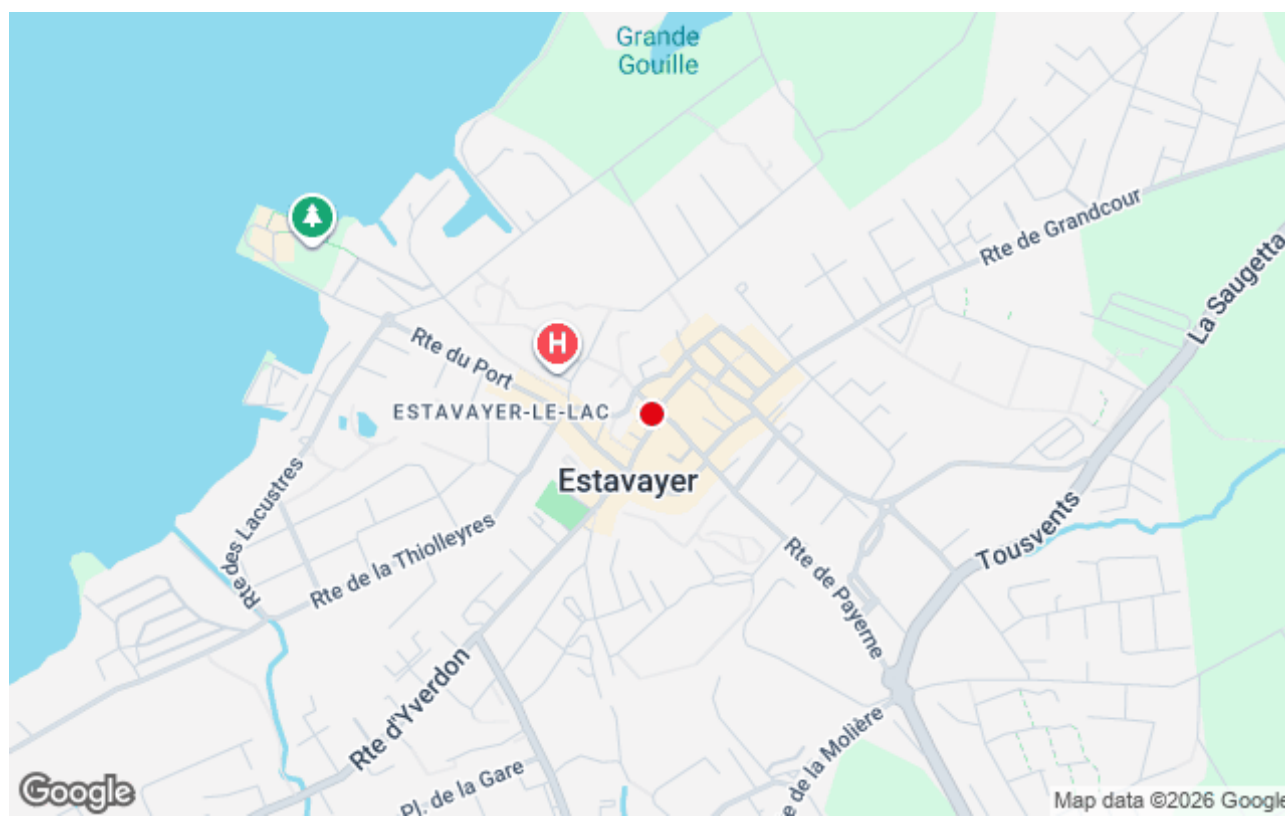 Grande
Gouille
Rte de Grandcour
La Saugetta
H
Rte du Port
ESTAVAYER-LE-LAC
Estavayer
Rte des Lacustres
Rte de la Thiolleyres
Tousvents
Rte de Payerne
Rte d'Yverdon
Pl. de la Gare
e de la Molière
Google
Map data ©2026 Google